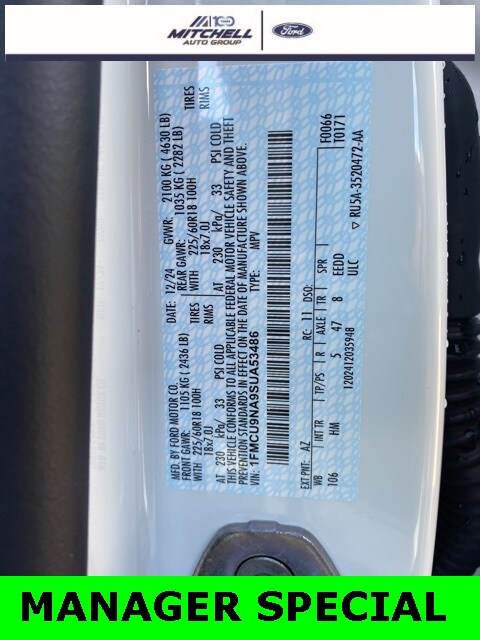 100
MITCHELL
AUTO GROUP
Ford
MFD. BY FORD MOTOR CO.
DATE: 12/24 GVWR: 2100 KG ( 4630 LB)
FRONT GAWR: 1105 KG ( 2436 LB) REAR GAWR: 1035 KG ( 2282 LB)
WITH 225/60R18 100H WITH 225/60R18 100H TIRES
18x7.0J 18x7.0J RIMS
AT 230 kPa/ 33 PSI COLD AT 230 kPa/ 33 PSI COLD
THIS VEHICLE CONFORMS TO ALL APPLICABLE FEDERAL MOTOR VEHICLE SAFETY AND THEFT
PREVENTION STANDARDS IN EFFECT ON THE DATE OF MANUFACTURE SHOWN ABOVE.
VIN: 1FMCU9NA9SUA53486 TYPE: MPV
F0066
T0171
EXT PNT: AZ RC: 11 DSO:
WB INT TR TP/PS R AXLE TR SPR
106 HM 5 47 8 FEDD
ULC
1202412035948
▽ RU5A-3520472-AA
MANAGER SPECIAL